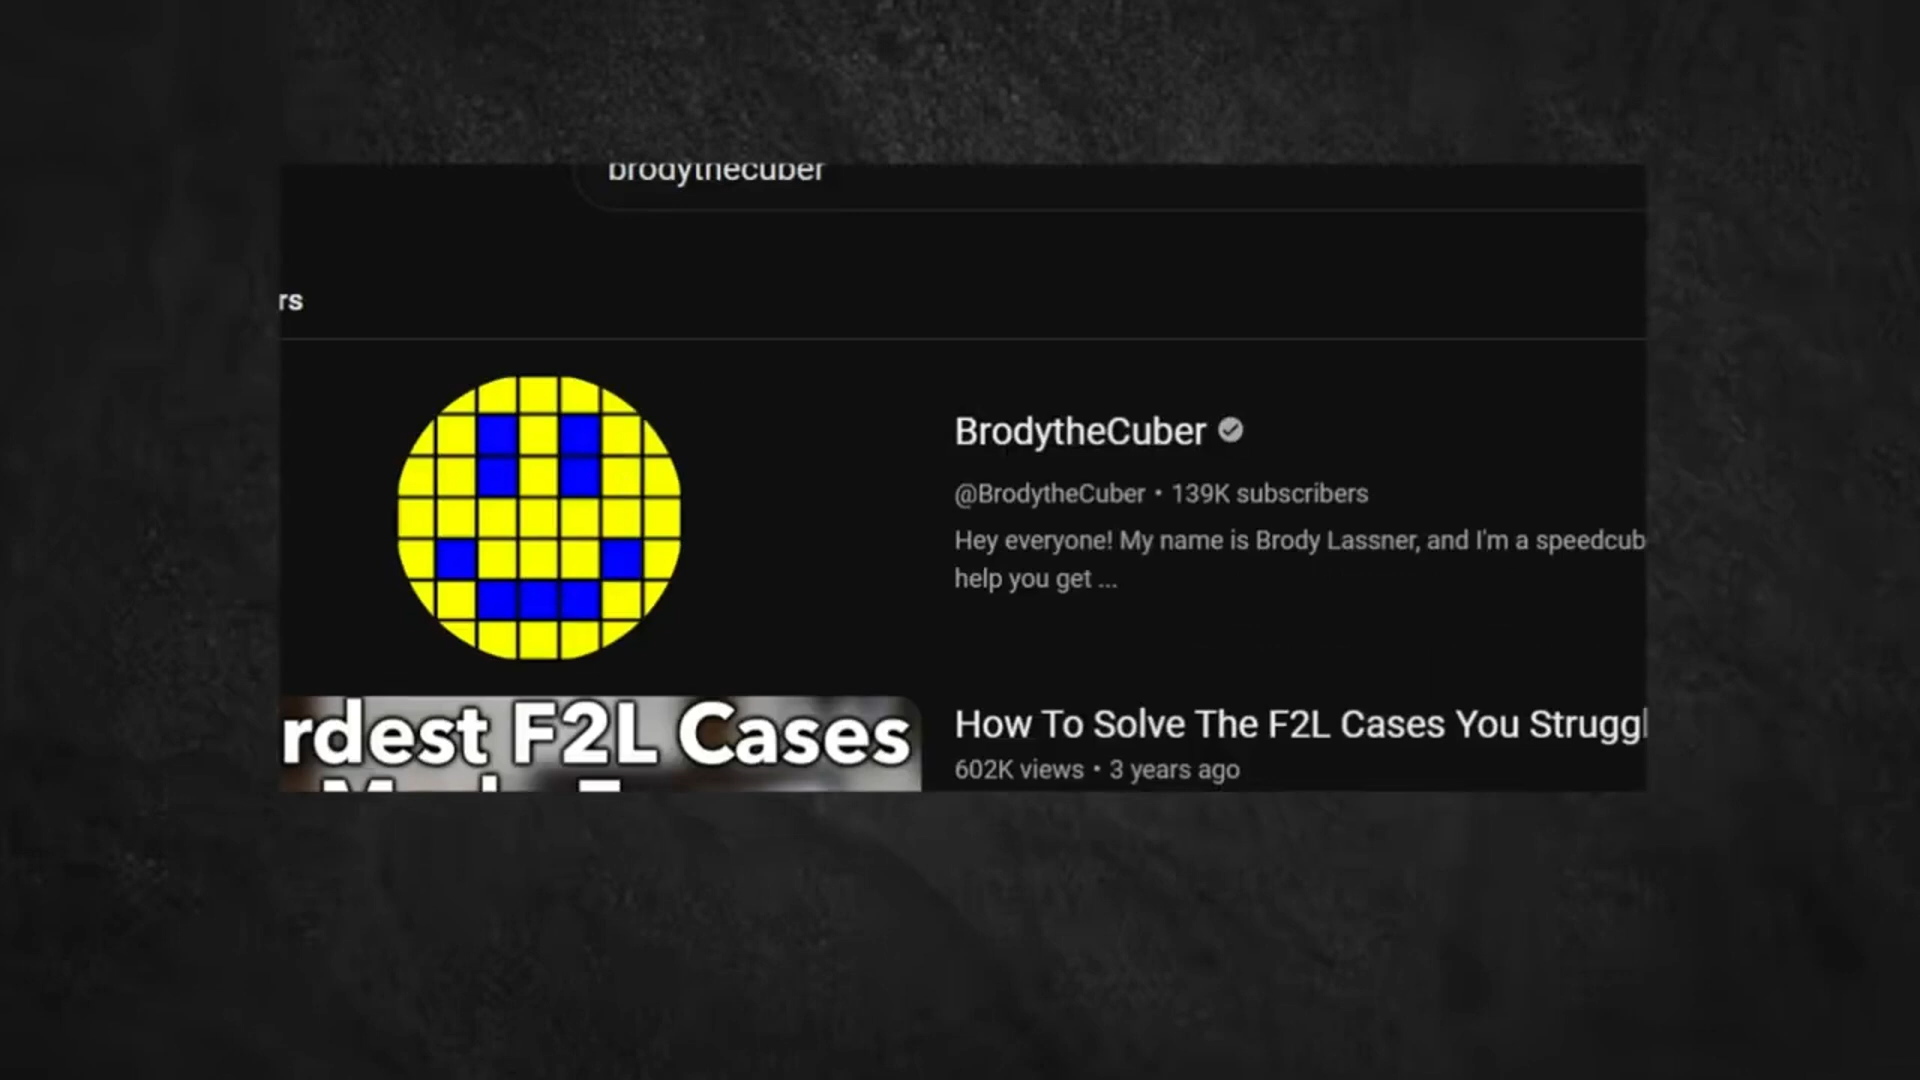 brodythecuber
rs
BrodytheCuber
@BrodytheCuber • 139K subscribers
Hey everyone! My name is Brody Lassner, and I'm a speedcub
help you get ...
rdest F2L Cases
How To Solve The F2L Cases You Struggl
602K views • 3 years ago